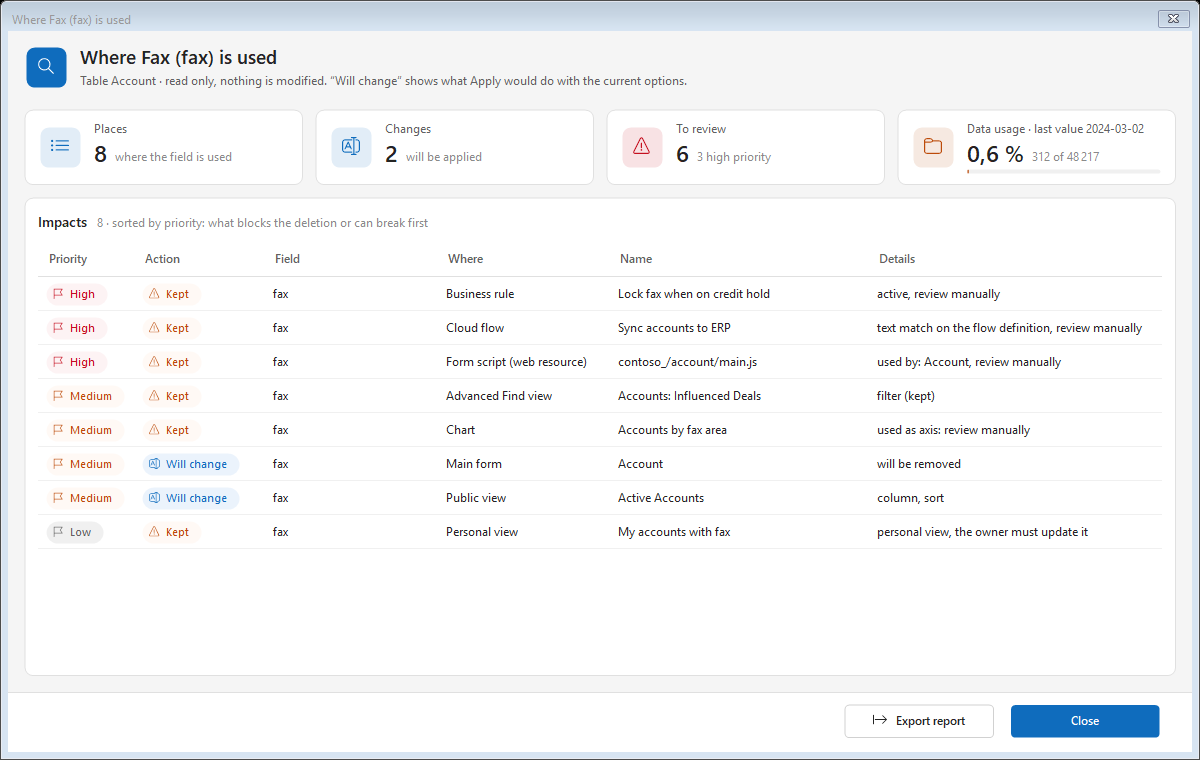 Where Fax (fax) is used
Where Fax (fax) is used
Table Account · read only, nothing is modified. “Will change” shows what Apply would do with the current options.
Places
8 where the field is used
Changes
2 will be applied
To review
6 3 high priority
Data usage · last value 2024-03-02
0,6 % 312 of 48 217
Impacts 8 · sorted by priority: what blocks the deletion or can break first
Priority Action Field Where Name Details
High Kept fax Business rule Lock fax when on credit hold active, review manually
High Kept fax Cloud flow Sync accounts to ERP text match on the flow definition, review manually
High Kept fax Form script (web resource) contoso_/account/main.js used by: Account, review manually
Medium Kept fax Advanced Find view Accounts: Influenced Deals filter (kept)
Medium Kept fax Chart Accounts by fax area used as axis: review manually
Medium Will change fax Main form Account will be removed
Medium Will change fax Public view Active Accounts column, sort
Low Kept fax Personal view My accounts with fax personal view, the owner must update it
Export report Close